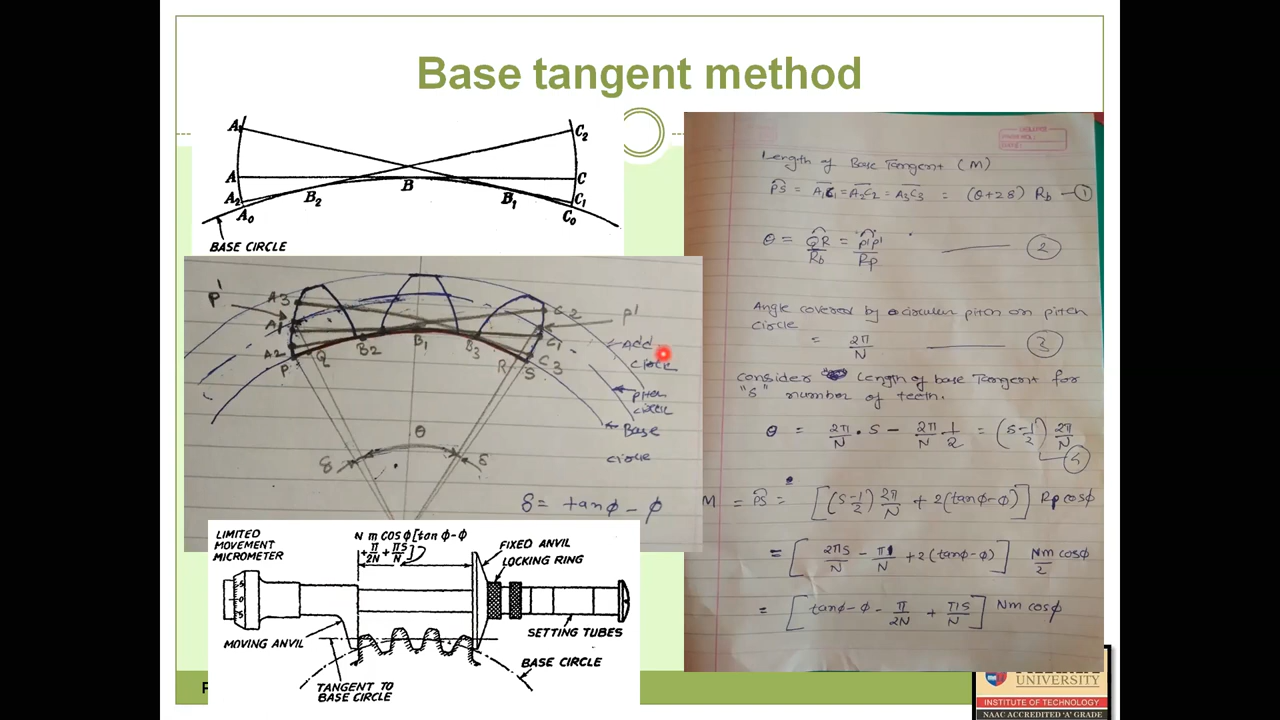 Base tangent method
A₁
C₂
A
B
C
A₂
B₂
B₁
C₁
A₀
C₀
BASE CIRCLE
P'
A3
C2
P'
A1
C1
A2
B2
B1
B3
C3
P
Q
R
S
Add
circle
pitch
circle
Base
circle
θ
δ
δ
δ = tanϕ - ϕ
LIMITED
MOVEMENT
MICROMETER
N m COS ϕ [tan ϕ-ϕ
+π/2N + πS/N]
FIXED ANVIL
LOCKING RING
5
0
5
SETTING TUBES
MOVING ANVIL
BASE CIRCLE
TANGENT TO
BASE CIRCLE
Length of Base Tangent (M)
PS = A₁C₁ = A₂C₂ = A₃C₃ = (θ+2δ) Rb — 1
θ = QR/Rb = P'P'/Rp — 2
Angle covered by circular pitch on pitch
circle
= 2π/N — 3
consider Length of base Tangent for
"s" number of teeth.
θ = 2π/N · S - 2π/N · 1/2 = (S-1/2) 2π/N
4
M = PS = [(S-1/2) 2π/N + 2(tanϕ-ϕ)] Rp cosϕ
= [2πS/N - π/N + 2(tanϕ-ϕ)] Nm/2 cosϕ
= [tanϕ-ϕ - π/2N + πS/N] Nm cosϕ
UNIVERSITY
INSTITUTE OF TECHNOLOGY
NAAC ACCREDITED 'A' GRADE